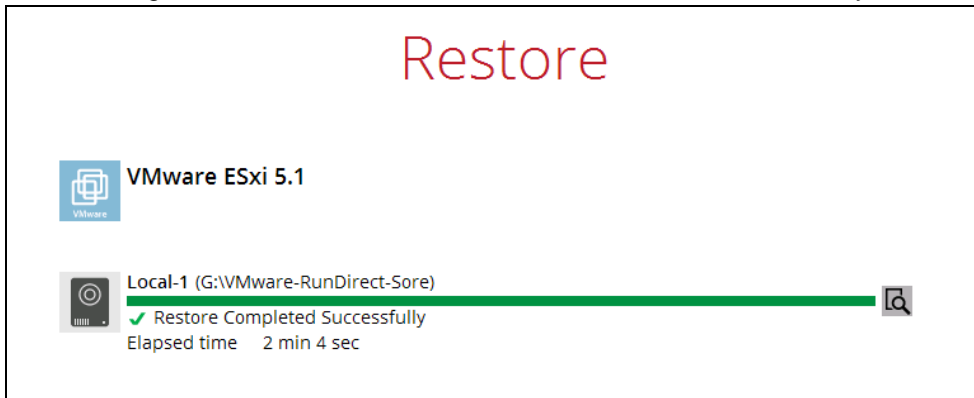 Restore
VMware ESxi 5.1
VMware
Local-1 (G:\VMware-RunDirect-Sore)
Restore Completed Successfully
Elapsed time 2 min 4 sec